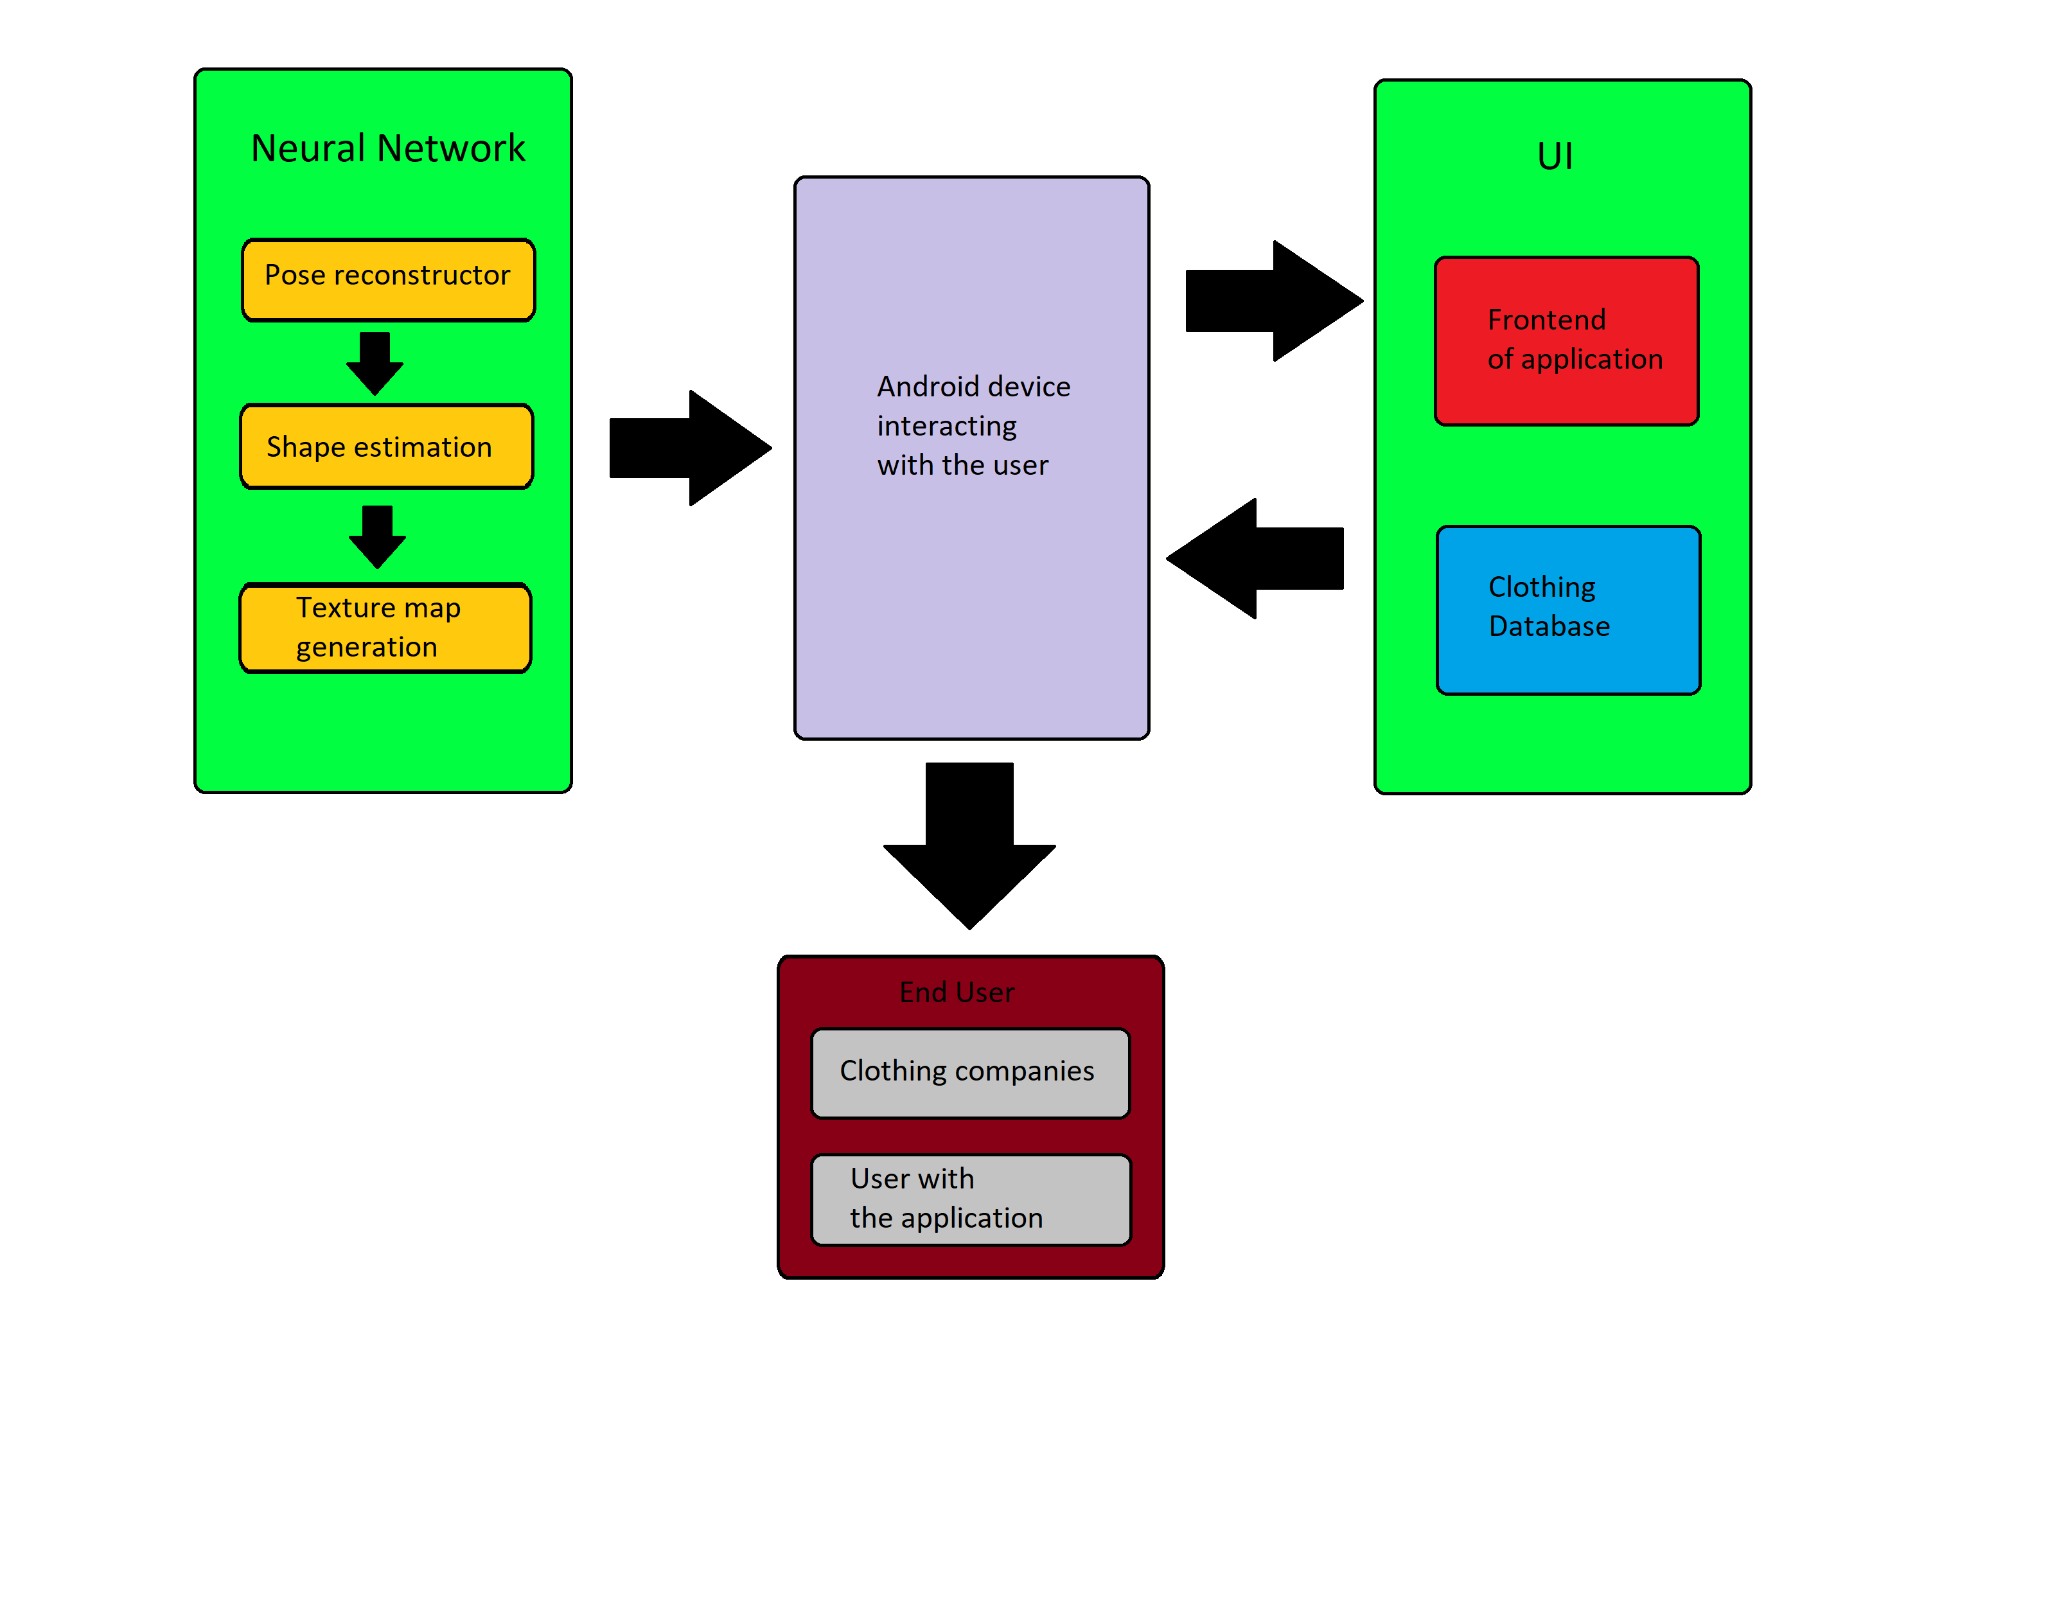 Neural Network
Pose reconstructor
Shape estimation
Texture map
generation
Android device
interacting
with the user
UI
Frontend
of application
Clothing
Database
End User
Clothing companies
User with
the application